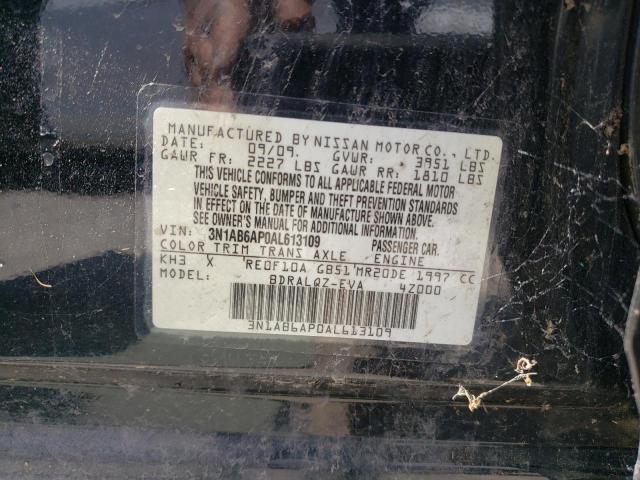 MANUFACTURED BY NISSAN MOTOR CO., LTD.
DATE: 09/09, GVWR: 3951 LBS
GAWR FR: 2227 LBS GAWR RR: 1810 LBS
THIS VEHICLE CONFORMS TO ALL APPLICABLE FEDERAL MOTOR
VEHICLE SAFETY, BUMPER AND THEFT PREVENTION STANDARDS
IN EFFECT ON THE DATE OF MANUFACTURE SHOWN ABOVE.
SEE OWNER'S MANUAL FOR ADDITIONAL INFORMATION.
VIN: 3N1AB6AP0AL613109 PASSENGER CAR.
COLOR TRIM TRANS AXLE ENGINE
KH3 X RE0F10A GB51 MR20DE 1997 CC
MODEL: BDRALQZ-EVA 4Z000
3N1AB6AP0AL613109